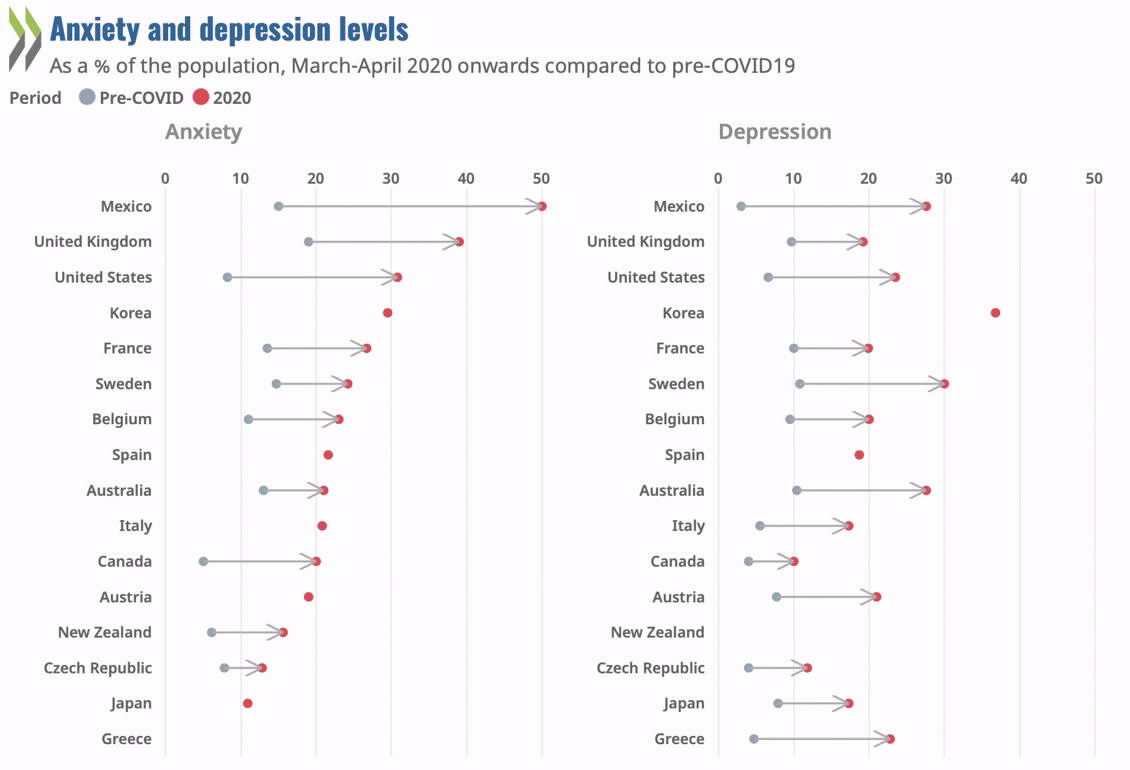 Anxiety and depression levels
As a % of the population, March-April 2020 onwards compared to pre-COVID19
Period Pre-COVID 2020
Anxiety
0 10 20 30 40 50
Mexico
United Kingdom
United States
Korea
France
Sweden
Belgium
Spain
Australia
Italy
Canada
Austria
New Zealand
Czech Republic
Japan
Greece
Depression
0 10 20 30 40 50
Mexico
United Kingdom
United States
Korea
France
Sweden
Belgium
Spain
Australia
Italy
Canada
Austria
New Zealand
Czech Republic
Japan
Greece